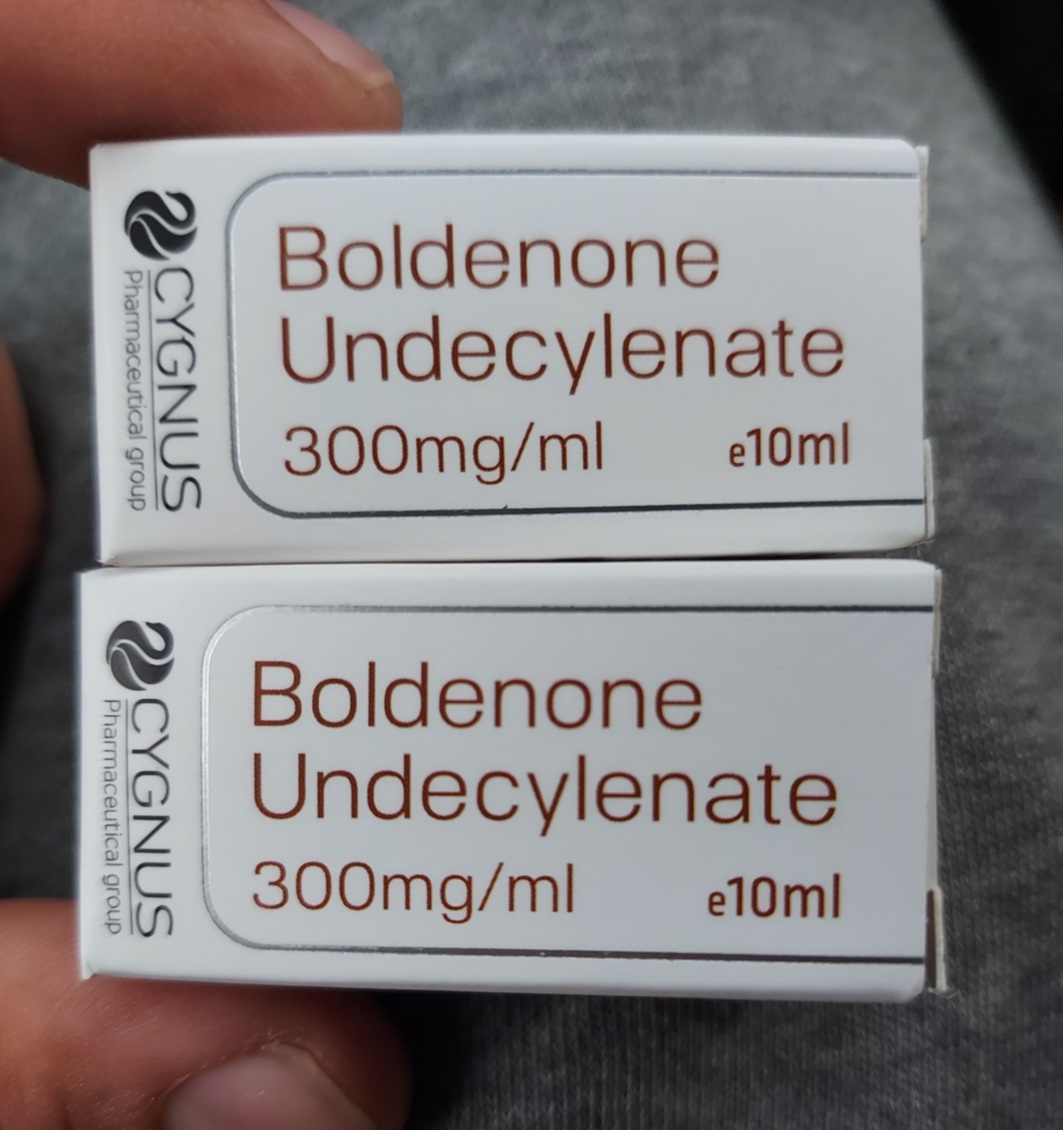 CYGNUS
Pharmaceutical group
Boldenone
Undecylenate
300mg/ml e10ml
CYGNUS
Pharmaceutical group
Boldenone
Undecylenate
300mg/ml e10ml